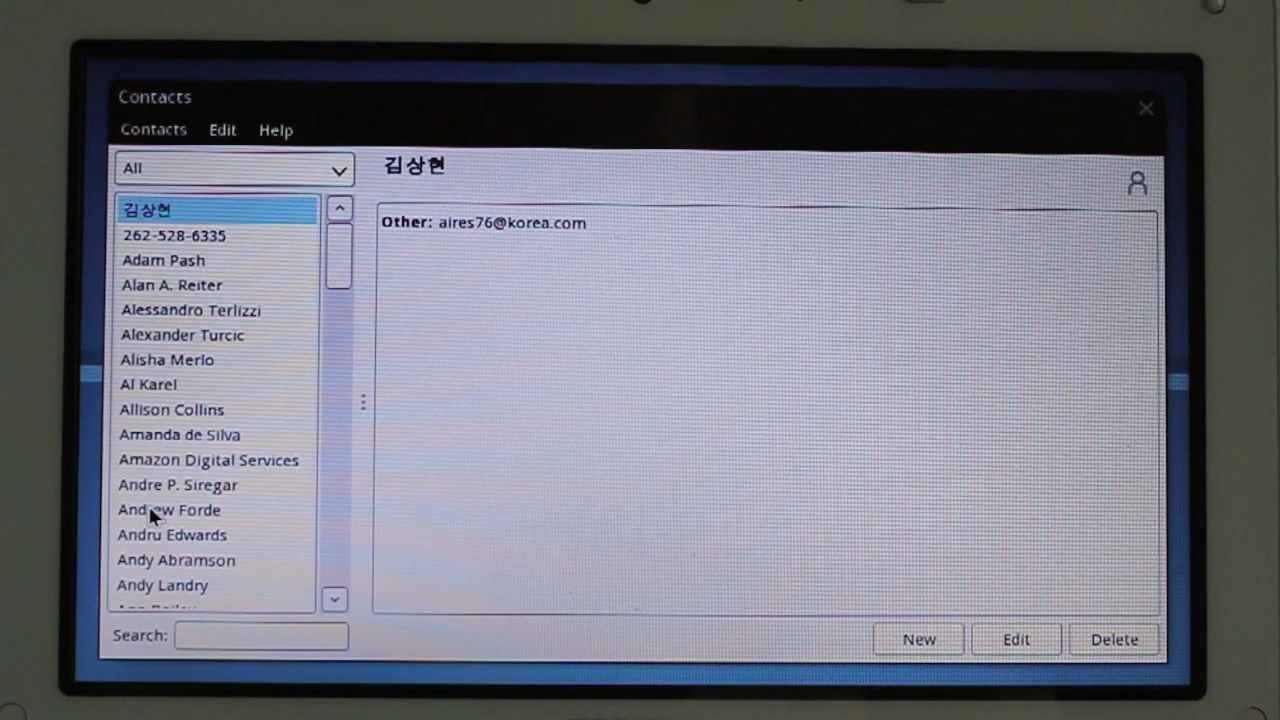 Contacts
Contacts Edit Help
All
김상현
262-528-6335
Adam Pash
Alan A. Reiter
Alessandro Terlizzi
Alexander Turcic
Alisha Merlo
Al Karel
Allison Collins
Amanda de Silva
Amazon Digital Services
Andre P. Siregar
Andrew Forde
Andru Edwards
Andy Abramson
Andy Landry
Search:
김상현
Other: aires76@korea.com
New Edit Delete